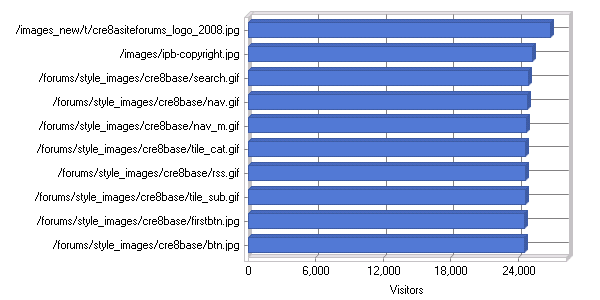 /images_new/t/cre8asiteforums_logo_2008.jpg
/images/ipb-copyright.jpg
/forums/style_images/cre8base/search.gif
/forums/style_images/cre8base/nav.gif
/forums/style_images/cre8base/nav_m.gif
/forums/style_images/cre8base/tile_cat.gif
/forums/style_images/cre8base/rss.gif
/forums/style_images/cre8base/tile_sub.gif
/forums/style_images/cre8base/firstbtn.jpg
/forums/style_images/cre8base/btn.jpg
0 6,000 12,000 18,000 24,000
Visitors